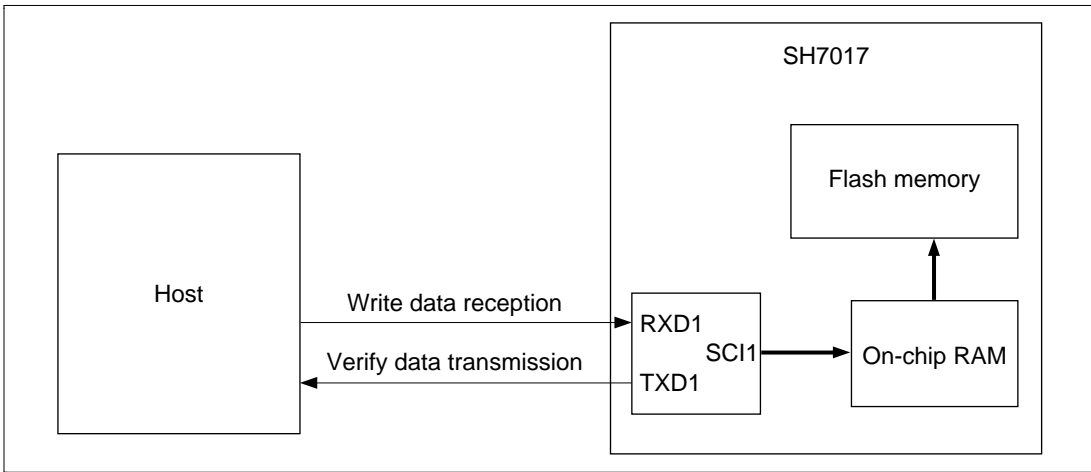 SH7017
Flash memory
Host
Write data reception
RXD1
SCI1
On-chip RAM
Verify data transmission
TXD1